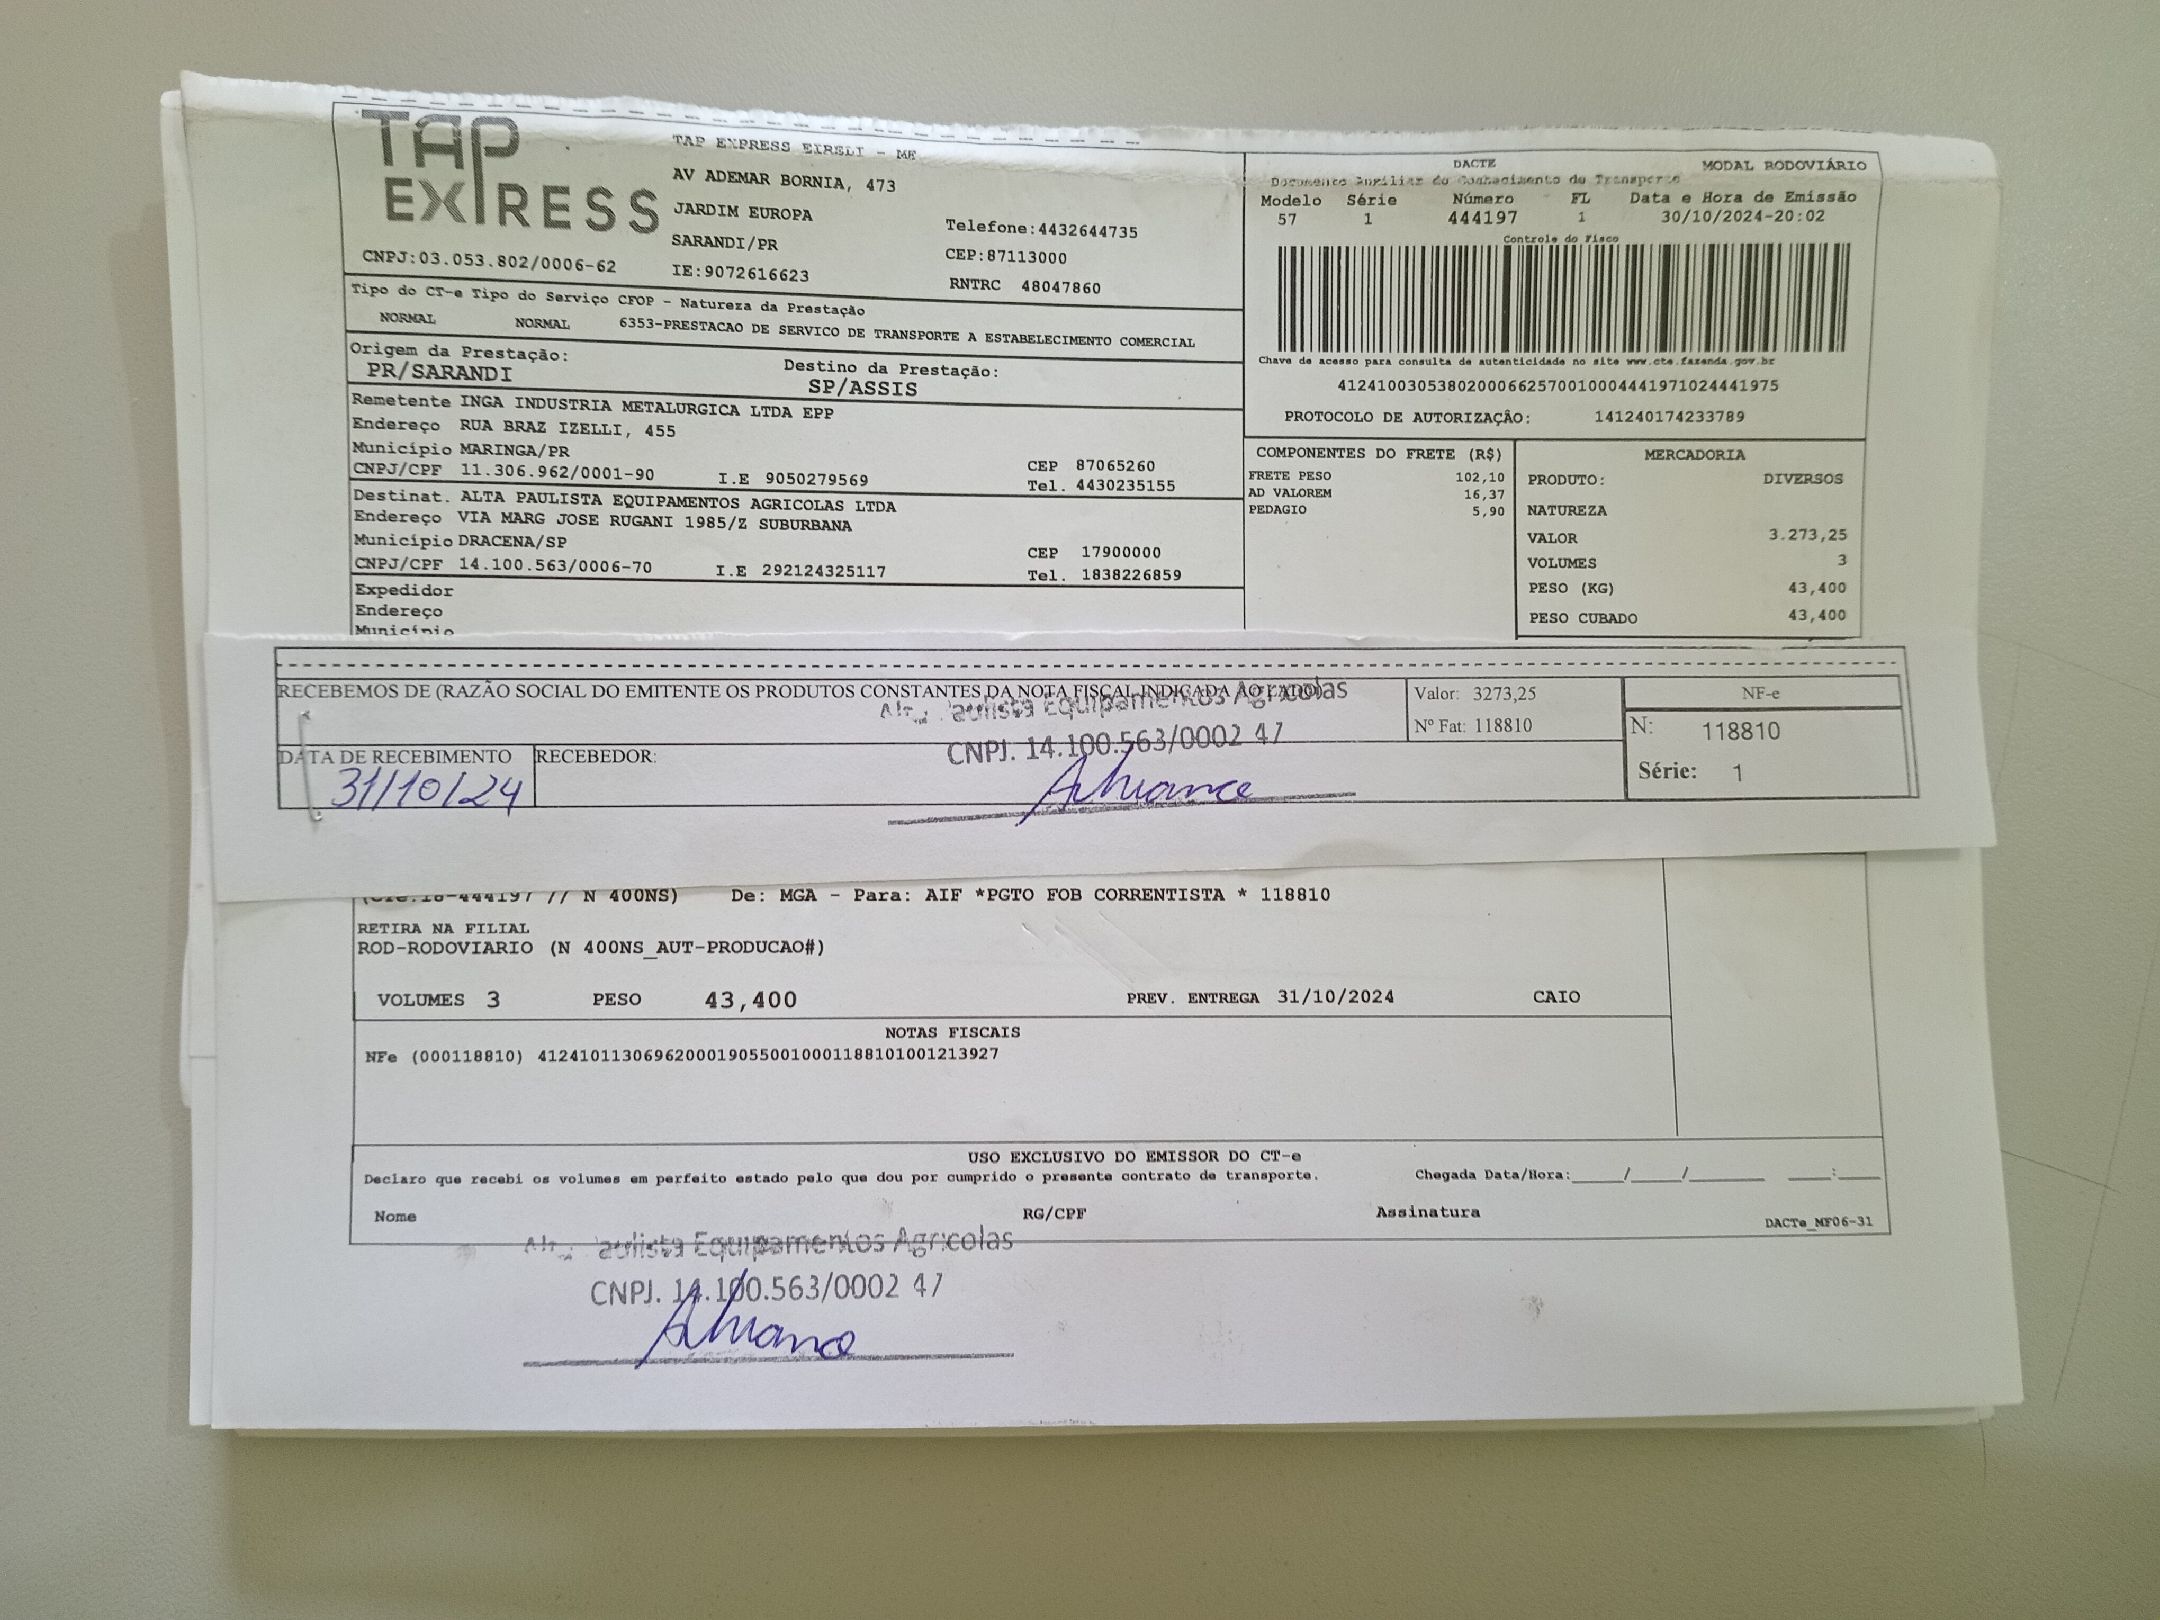 TAP EXPRESS
TAP EXPRESS EIRELI - ME
AV ADEMAR BORNIA, 473
JARDIM EUROPA
SARANDI/PR
IE:9072616623
Telefone:4432644735
CEP:87113000
RNTRC 48047860
CNPJ:03.053.802/0006-62
DACTE
MODAL RODOVIÁRIO
Documento Auxiliar do Conhecimento de Transporte
Modelo Série Número FL Data e Hora de Emissão
57 1 444197 1 30/10/2024-20:02
Controle do Fisco
Chave de acesso para consulta de autenticidade no site www.cte.fazenda.gov.br
41241003053802000662570010004441971024441975
PROTOCOLO DE AUTORIZAÇÃO: 141240174233789
Tipo do CT-e Tipo do Serviço CFOP - Natureza da Prestação
NORMAL NORMAL 6353-PRESTACAO DE SERVICO DE TRANSPORTE A ESTABELECIMENTO COMERCIAL
Origem da Prestação: Destino da Prestação:
PR/SARANDI SP/ASSIS
Remetente INGA INDUSTRIA METALURGICA LTDA EPP
Endereço RUA BRAZ IZELLI, 455
Município MARINGA/PR CEP 87065260
CNPJ/CPF 11.306.962/0001-90 I.E 9050279569 Tel. 4430235155
Destinat. ALTA PAULISTA EQUIPAMENTOS AGRICOLAS LTDA
Endereço VIA MARG JOSE RUGANI 1985/Z SUBURBANA
Município DRACENA/SP CEP 17900000
CNPJ/CPF 14.100.563/0006-70 I.E 292124325117 Tel. 1838226859
Expedidor
Endereço
Município
COMPONENTES DO FRETE (R$)
FRETE PESO 102,10
AD VALOREM 16,37
PEDAGIO 5,90
MERCADORIA
PRODUTO: DIVERSOS
NATUREZA
VALOR 3.273,25
VOLUMES 3
PESO (KG) 43,400
PESO CUBADO 43,400
RECEBEMOS DE (RAZÃO SOCIAL DO EMITENTE OS PRODUTOS CONSTANTES DA NOTA FISCAL INDICADA AO LADO)
Valor: 3273,25
Nº Fat: 118810
NF-e
N: 118810
Série: 1
DATA DE RECEBIMENTO RECEBEDOR:
31/10/24
Equipamentos Agricolas
CNPJ. 14.100.563/0002 47
N 400NS) De: MGA - Para: AIF *PGTO FOB CORRENTISTA * 118810
RETIRA NA FILIAL
ROD-RODOVIARIO (N 400NS_AUT-PRODUCAO#)
VOLUMES 3 PESO 43,400 PREV. ENTREGA 31/10/2024 CAIO
NOTAS FISCAIS
NFe (000118810) 41241011306962000190550010001188101001213927
USO EXCLUSIVO DO EMISSOR DO CT-e
Declaro que recebi os volumes em perfeito estado pelo que dou por cumprido o presente contrato de transporte. Chegada Data/Hora:____/____/______ ____:____
Nome RG/CPF Assinatura
DACTe_MF06-31
Equipamentos Agricolas
CNPJ. 14.100.563/0002 47